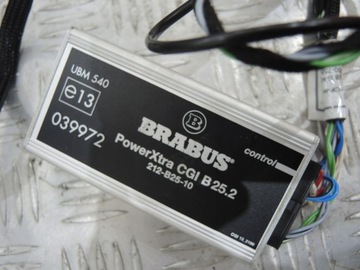 UBM 540
e13
039972
B
BRABUS®
PowerXtra CGI B25.2
212-B25-10
control